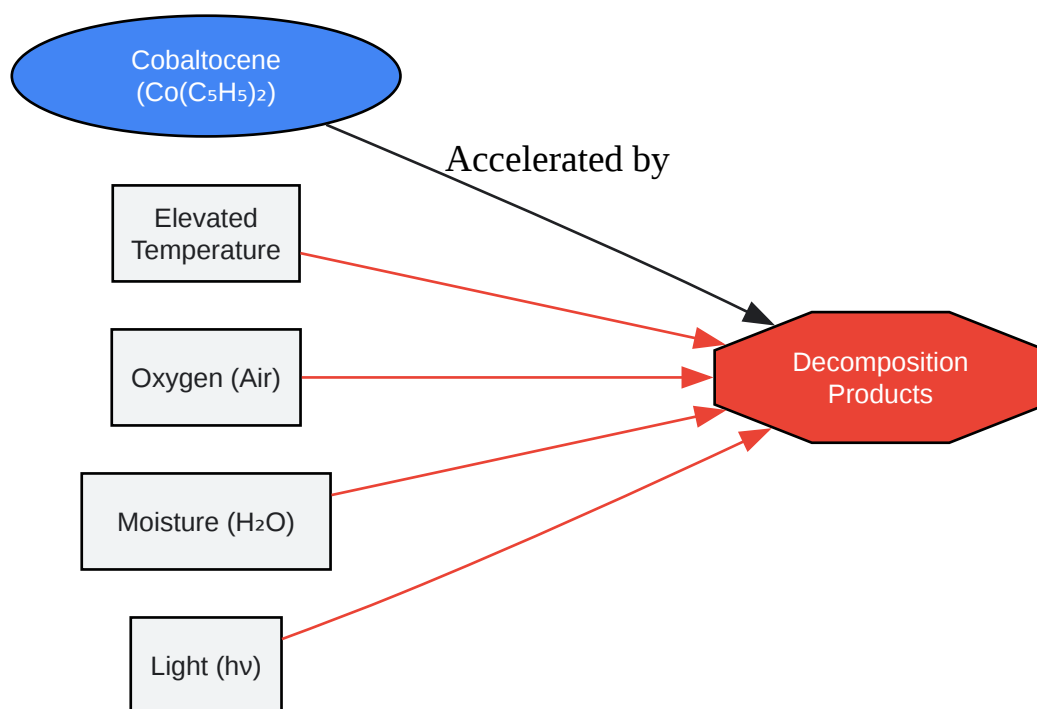 Cobaltocene
(Co(C₅H₅)₂)
Accelerated by
Elevated
Temperature
Oxygen (Air)
Decomposition
Products
Moisture (H₂O)
Light (hν)